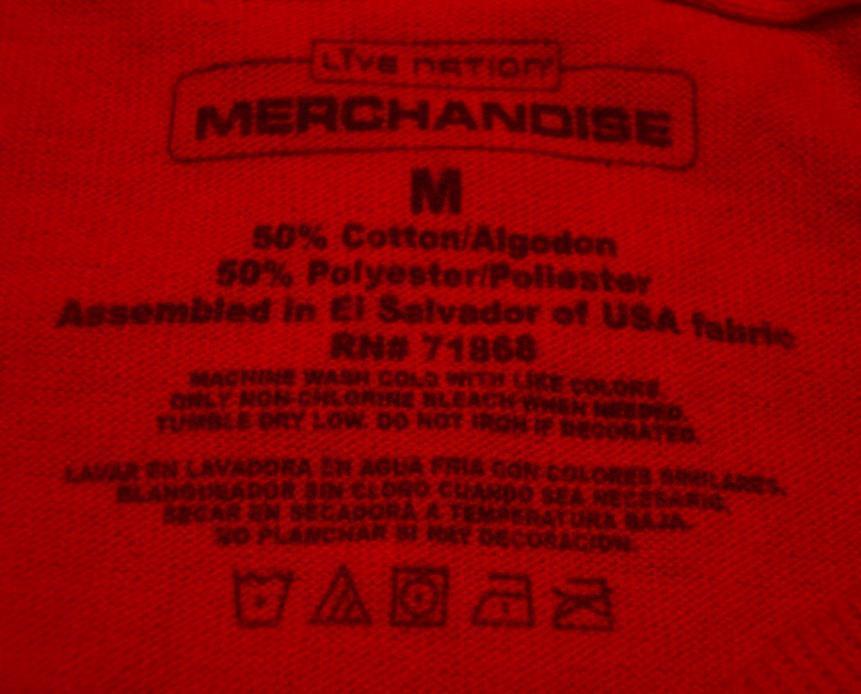 LIVE NATION
MERCHANDISE
M
50% Cotton/Algodon
50% Polyester/Poliester
Assembled in El Salvador of USA fabric
RN# 71868
MACHINE WASH COLD WITH LIKE COLORS.
ONLY NON-CHLORINE BLEACH WHEN NEEDED.
TUMBLE DRY LOW. DO NOT IRON IF DECORATED.
LAVAR EN LAVADORA EN AGUA FRIA CON COLORES SIMILARES.
BLANQUEADOR SIN CLORO CUANDO SEA NECESARIO.
SECAR EN SECADORA A TEMPERATURA BAJA.
NO PLANCHAR SI HAY DECORACION.